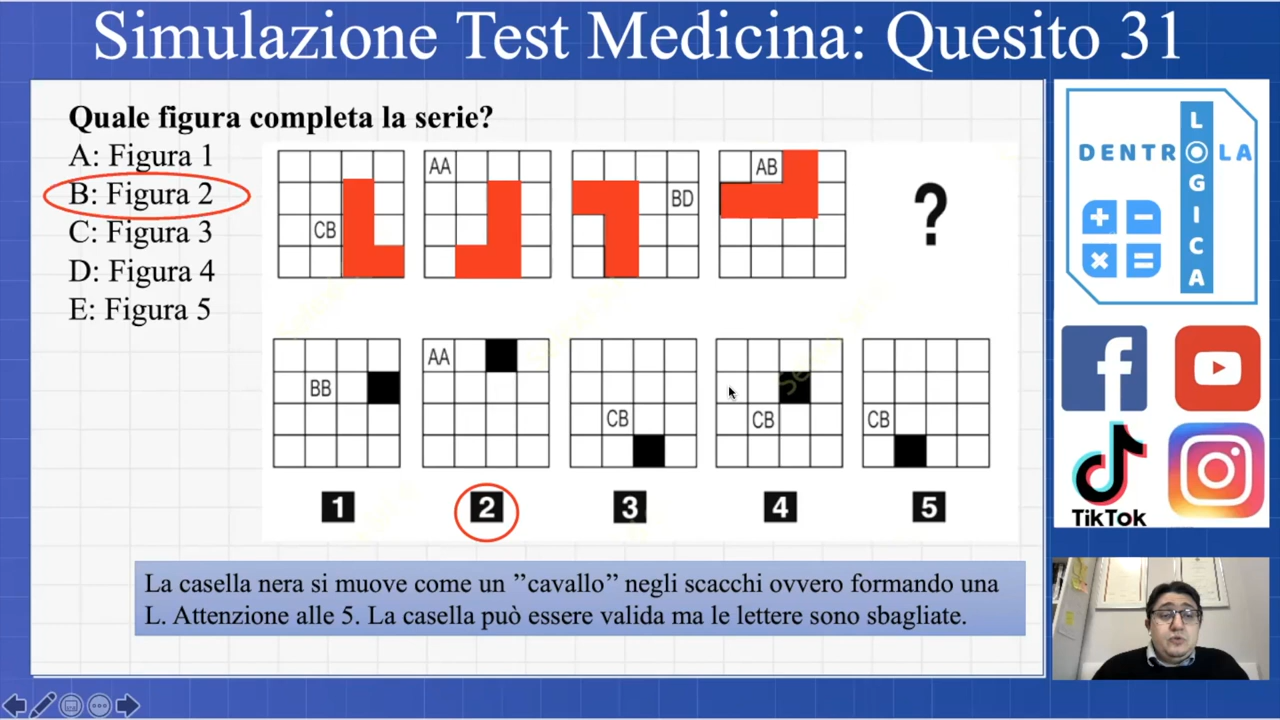 Simulazione Test Medicina: Quesito 31
Quale figura completa la serie?
A: Figura 1
B: Figura 2
C: Figura 3
D: Figura 4
E: Figura 5
CB
AA
BD
AB
?
BB
AA
CB
CB
CB
1
2
3
4
5
La casella nera si muove come un ”cavallo” negli scacchi ovvero formando una
L. Attenzione alle 5. La casella può essere valida ma le lettere sono sbagliate.
DENTRO LA
LOGICA
TikTok